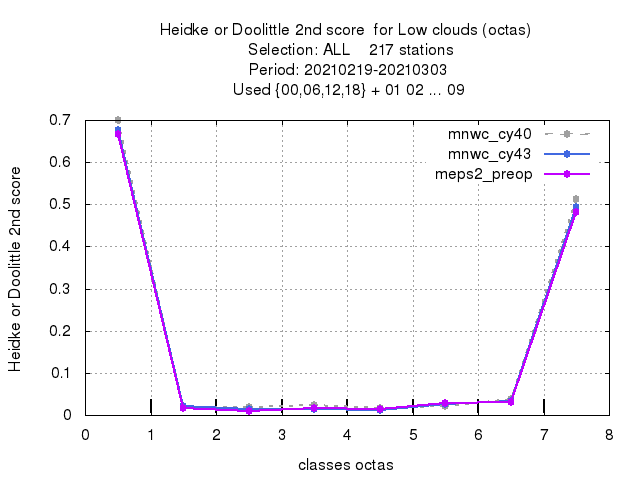 Heidke or Doolittle 2nd score  for Low clouds (octas)
Selection: ALL    217 stations
Period: 20210219-20210303
Used {00,06,12,18} + 01 02 ... 09
mnwc_cy40
mnwc_cy43
meps2_preop
Heidke or Doolittle 2nd score
0.7
0.6
0.5
0.4
0.3
0.2
0.1
0
0 1 2 3 4 5 6 7 8
classes octas